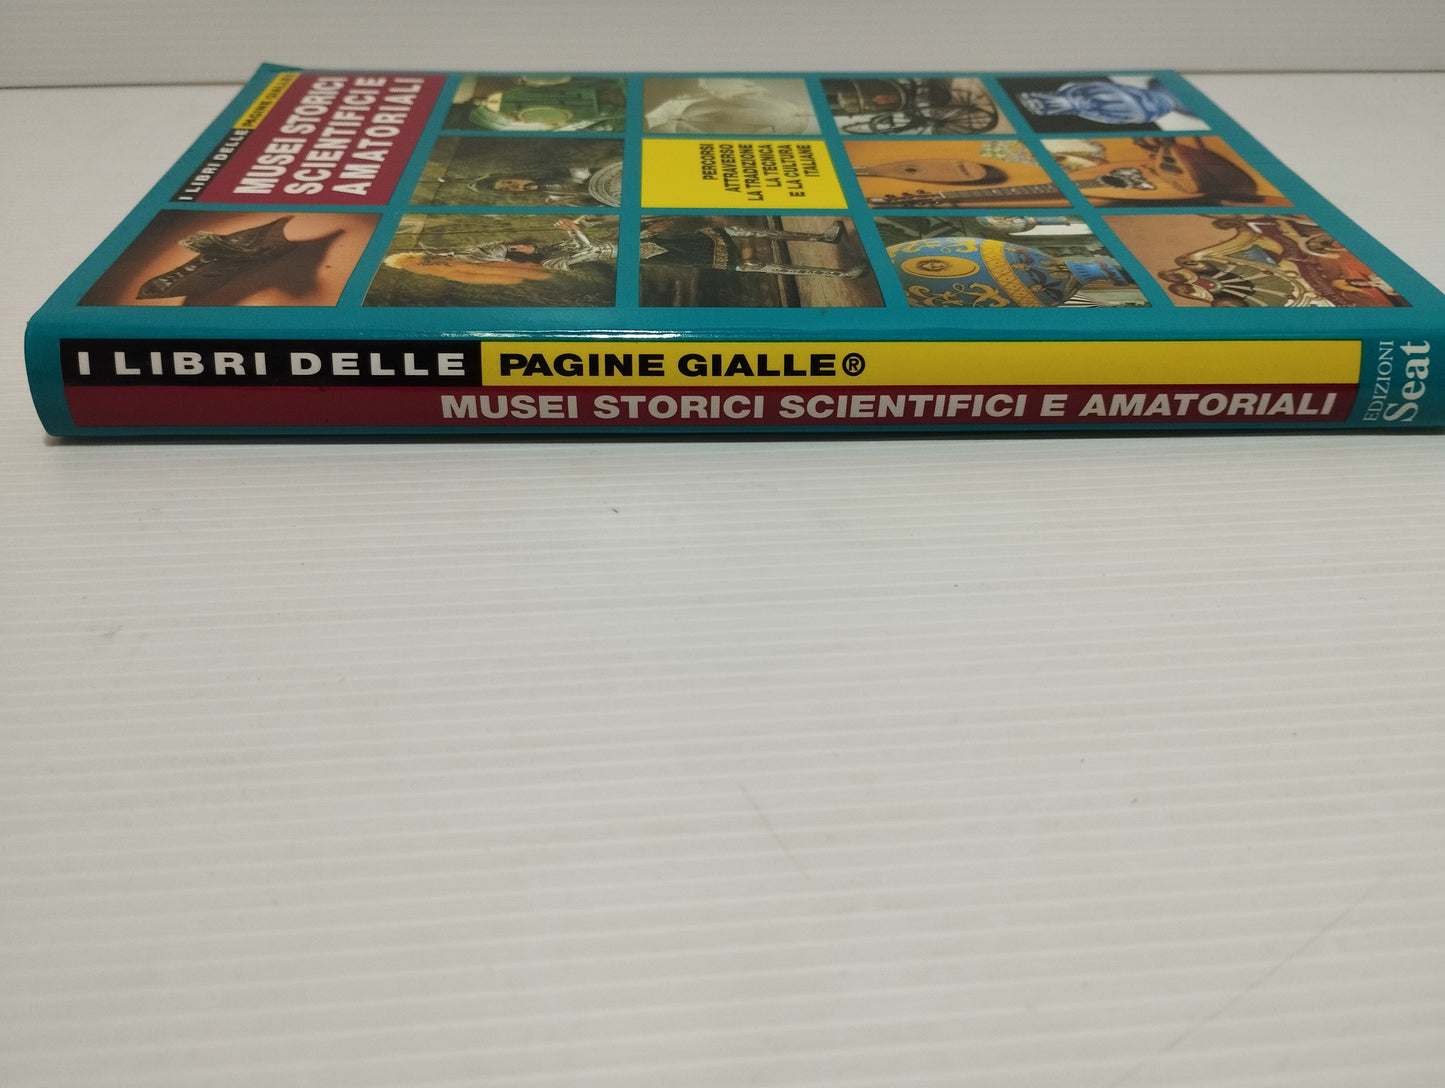 I LIBRI DELLE PAGINE GIALLE
MUSEI STORICI
SCIENTIFICI E
AMATORIALI
PERCORSI
ATTRAVERSO
LA TRADIZIONE
LA TECNICA
E LA CULTURA
ITALIANE
I LIBRI DELLE PAGINE GIALLE®
MUSEI STORICI SCIENTIFICI E AMATORIALI
EDIZIONI
Seat